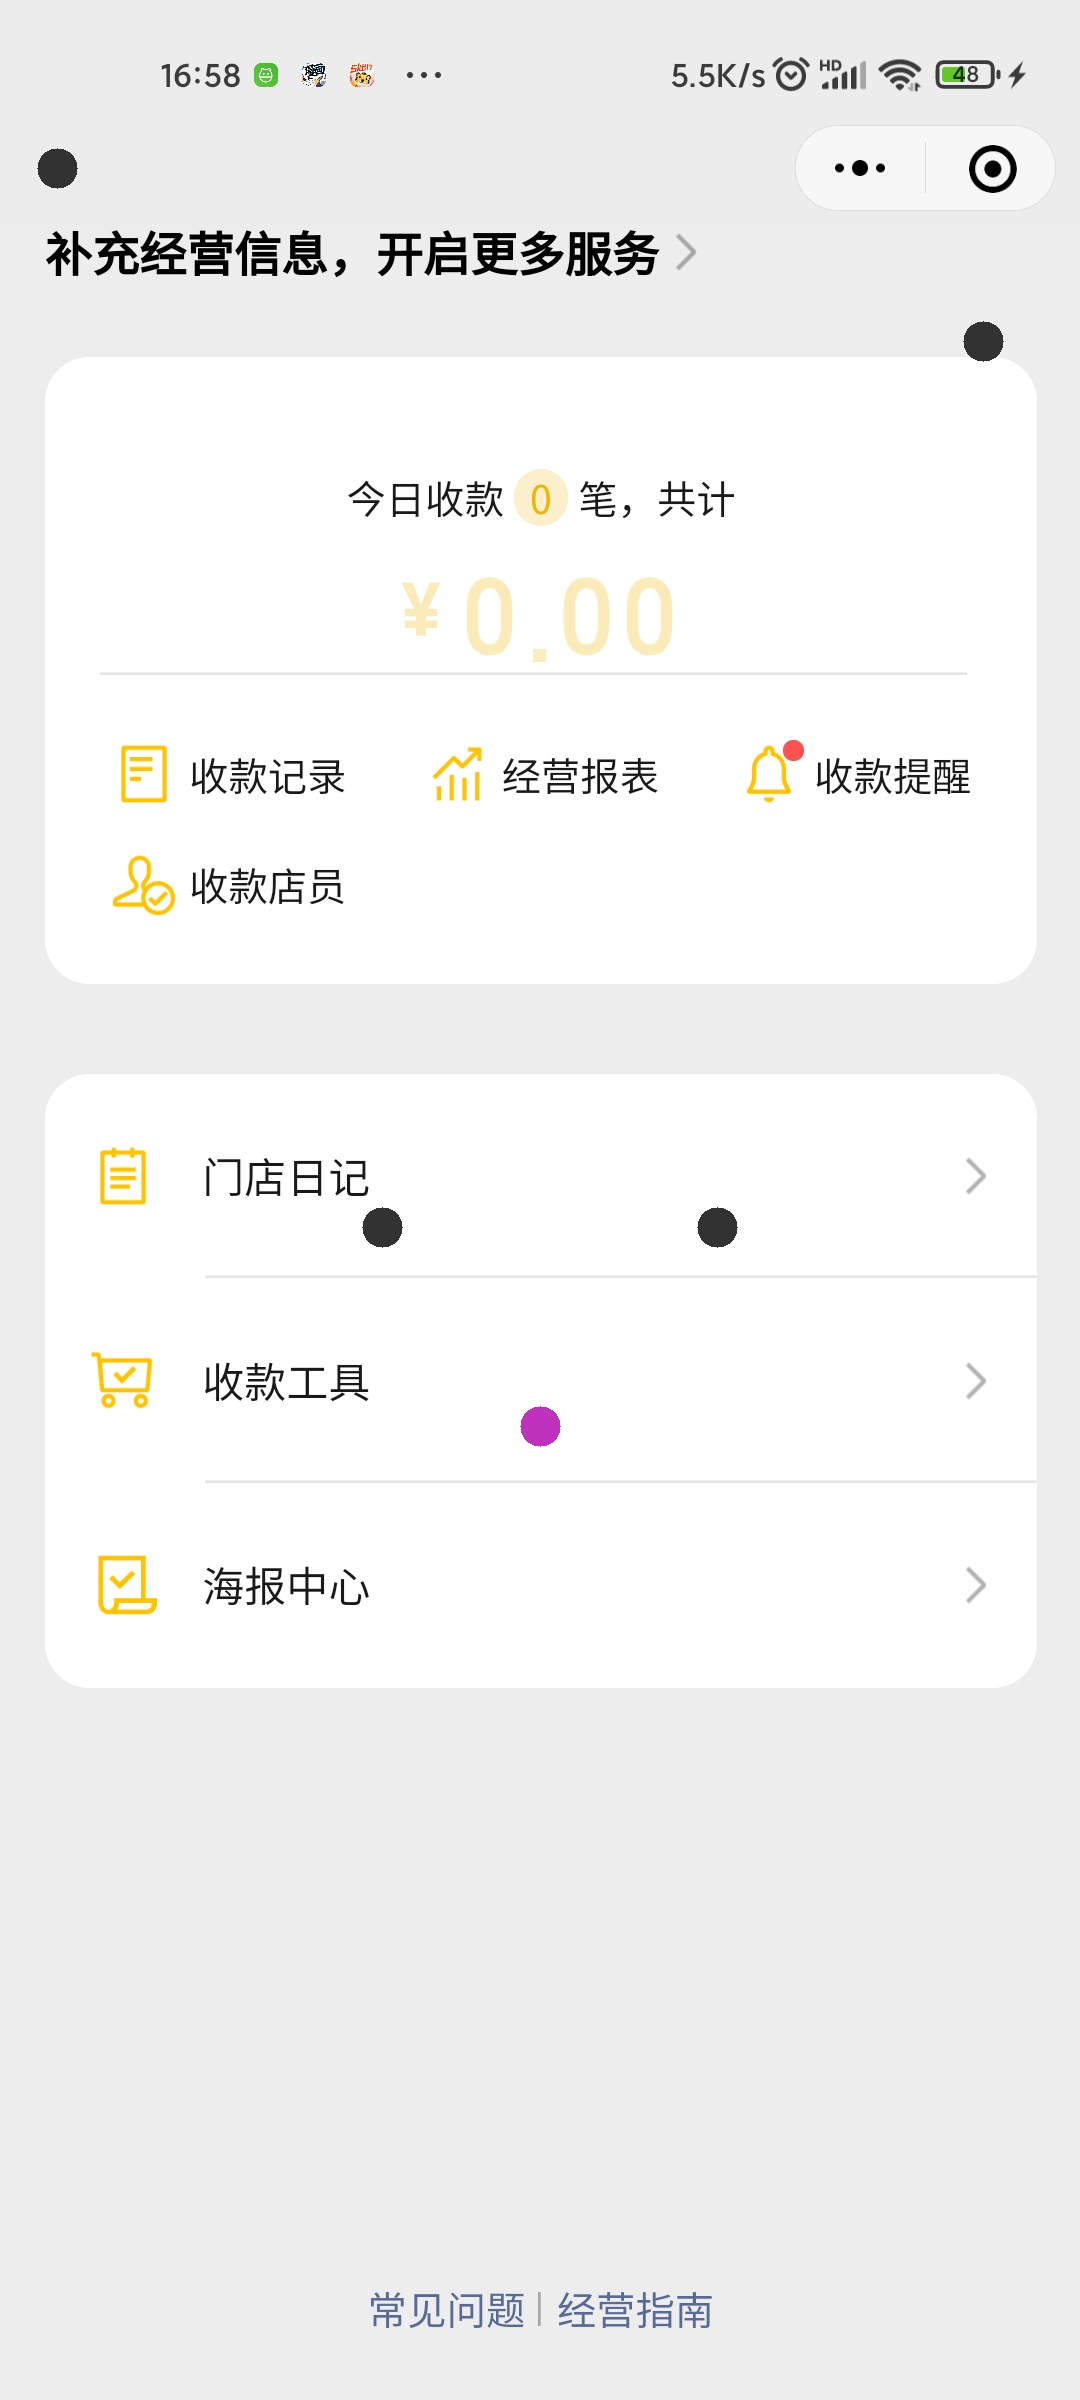 16:58
5.5K/s HD 48
补充经营信息，开启更多服务
今日收款 0 笔，共计
¥0.00
收款记录 经营报表 收款提醒
收款店员
门店日记
收款工具
海报中心
常见问题 经营指南